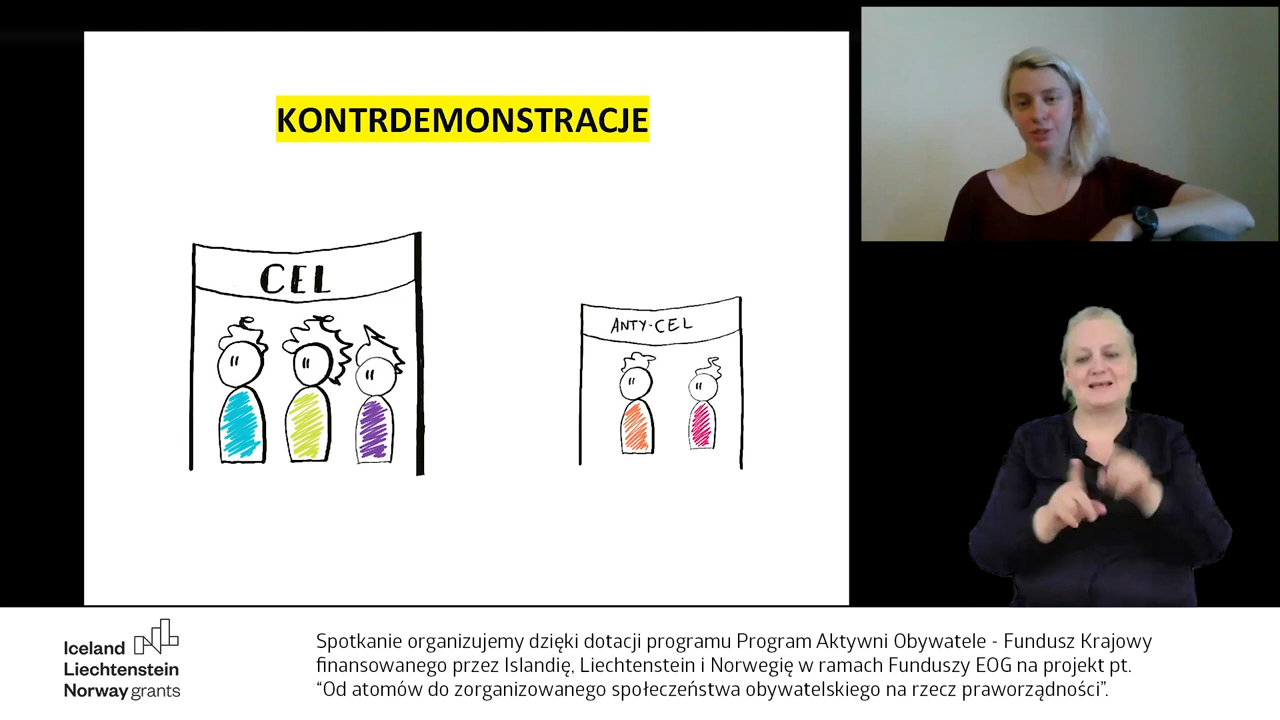 KONTRDEMONSTRACJE
CEL
ANTY-CEL
Iceland
Liechtenstein
Norway grants
Spotkanie organizujemy dzięki dotacji programu Program Aktywni Obywatele - Fundusz Krajowy
finansowanego przez Islandię, Liechtenstein i Norwegię w ramach Funduszy EOG na projekt pt.
“Od atomów do zorganizowanego społeczeństwa obywatelskiego na rzecz praworządności”.